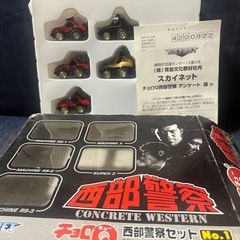 4200922
(株)青島文化教材社内
スカイネット
チョロQ西部警察 アンケート 係 行
MACHINE RS-1
MACHINE X
MACHINE RS-2
SUPER Z
MACHINE RS-3
西部警察
CONCRETE WESTERN
チョロQ
西部警察セット No.1